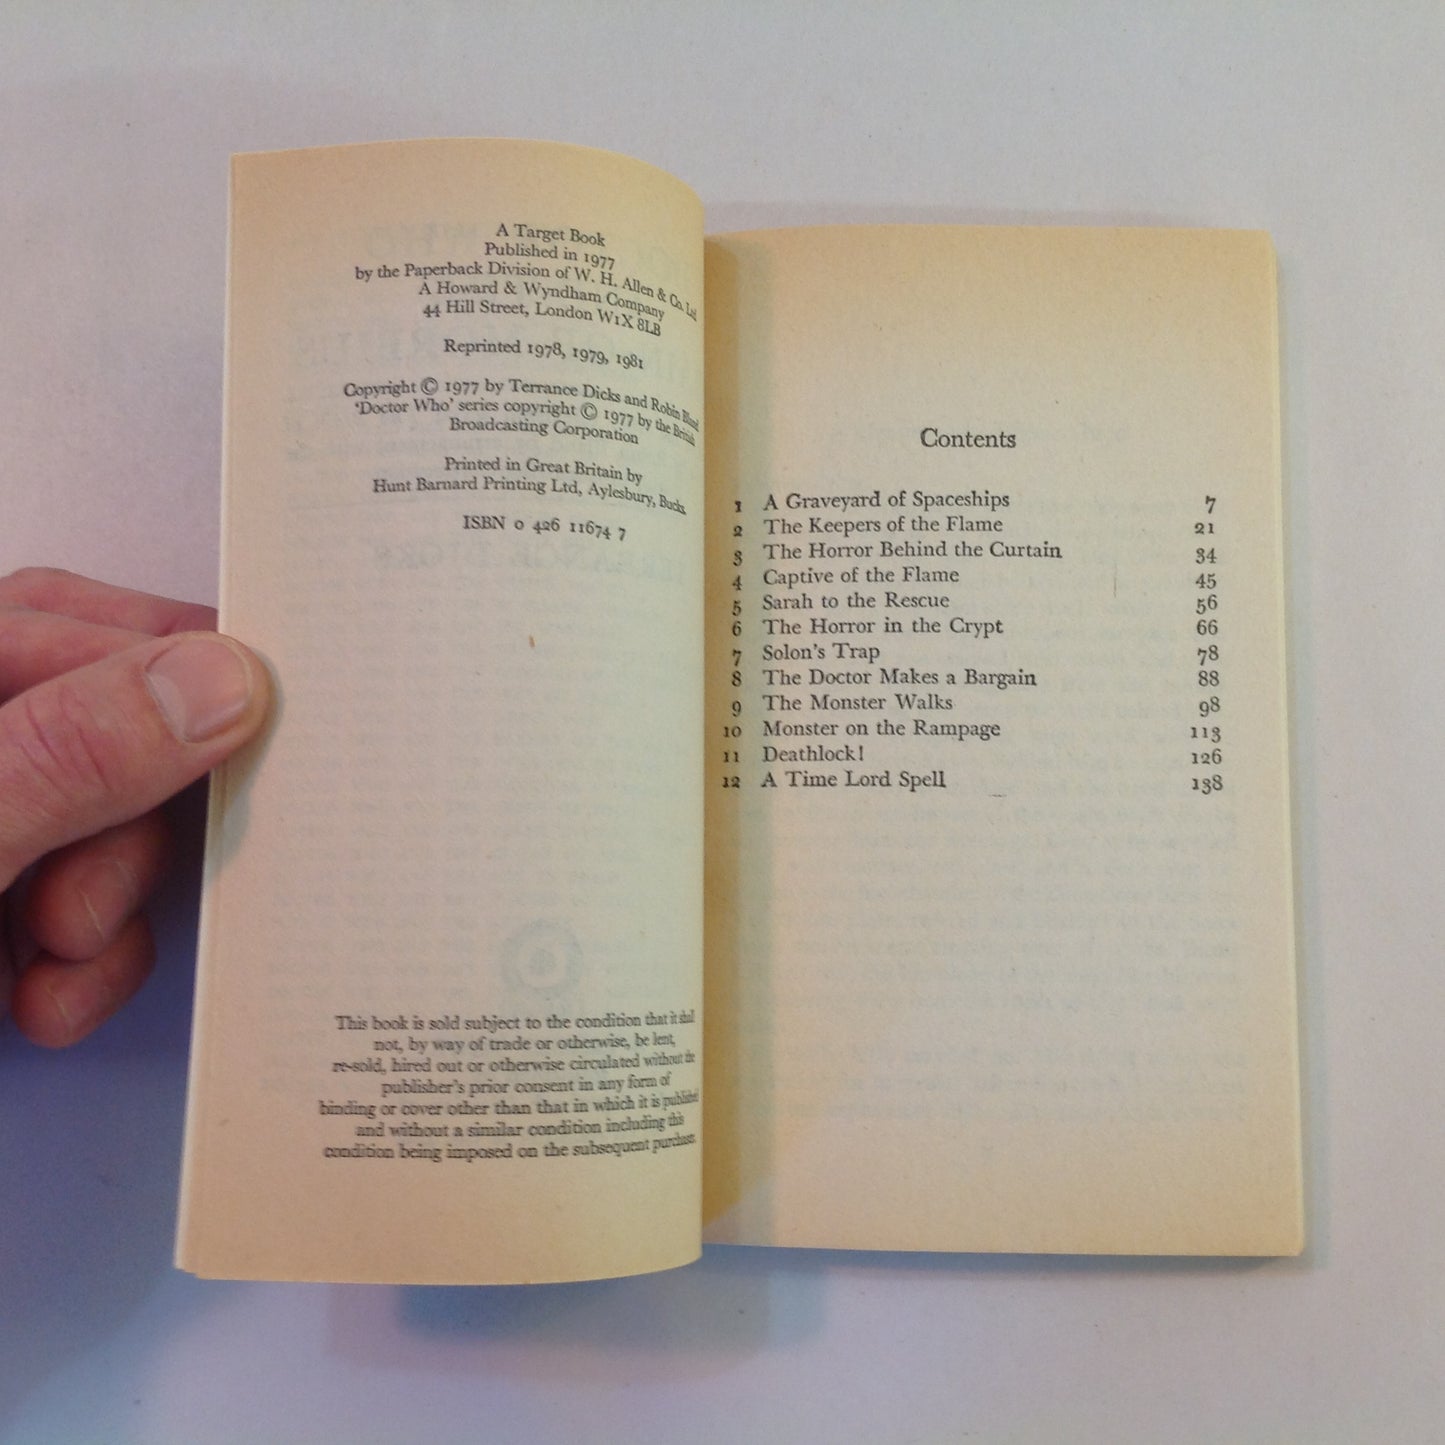 A Target Book
Published in 1977
by the Paperback Division of W. H. Allen & Co. Ltd
A Howard & Wyndham Company
44 Hill Street, London W1X 8LB
Reprinted 1978, 1979, 1981
Copyright © 1977 by Terrance Dicks and Robin Bland
'Doctor Who' series copyright © 1977 by the British
Broadcasting Corporation
Printed in Great Britain by
Hunt Barnard Printing Ltd, Aylesbury, Bucks.
ISBN 0 426 11674 7
This book is sold subject to the condition that it shall
not, by way of trade or otherwise, be lent,
re-sold, hired out or otherwise circulated without the
publisher's prior consent in any form of
binding or cover other than that in which it is published
and without a similar condition including this
condition being imposed on the subsequent purchaser.
Contents
1 A Graveyard of Spaceships 7
2 The Keepers of the Flame 21
3 The Horror Behind the Curtain 34
4 Captive of the Flame 45
5 Sarah to the Rescue 56
6 The Horror in the Crypt 66
7 Solon's Trap 78
8 The Doctor Makes a Bargain 88
9 The Monster Walks 98
10 Monster on the Rampage 113
11 Deathlock! 126
12 A Time Lord Spell 138